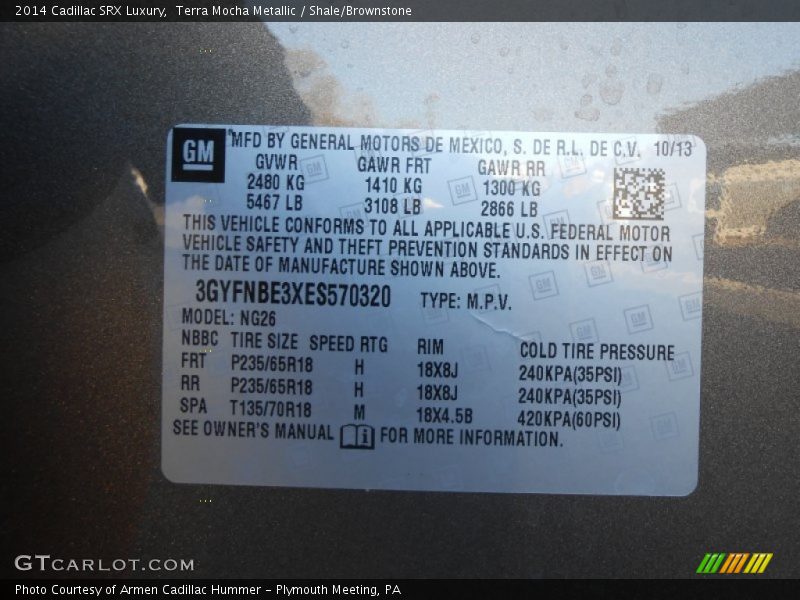 2014 Cadillac SRX Luxury,  Terra Mocha Metallic / Shale/Brownstone
GM MFD BY GENERAL MOTORS DE MEXICO, S. DE R.L. DE C.V. 10/13
GVWR GAWR FRT GAWR RR
2480 KG 1410 KG 1300 KG
5467 LB 3108 LB 2866 LB
THIS VEHICLE CONFORMS TO ALL APPLICABLE U.S. FEDERAL MOTOR
VEHICLE SAFETY AND THEFT PREVENTION STANDARDS IN EFFECT ON
THE DATE OF MANUFACTURE SHOWN ABOVE.
3GYFNBE3XES570320 TYPE: M.P.V.
MODEL: NG26
NBBC TIRE SIZE SPEED RTG RIM COLD TIRE PRESSURE
FRT P235/65R18 H 18X8J 240KPA(35PSI)
RR P235/65R18 H 18X8J 240KPA(35PSI)
SPA T135/70R18 M 18X4.5B 420KPA(60PSI)
SEE OWNER'S MANUAL FOR MORE INFORMATION.
GTCARLOT.COM
Photo Courtesy of Armen Cadillac Hummer - Plymouth Meeting, PA